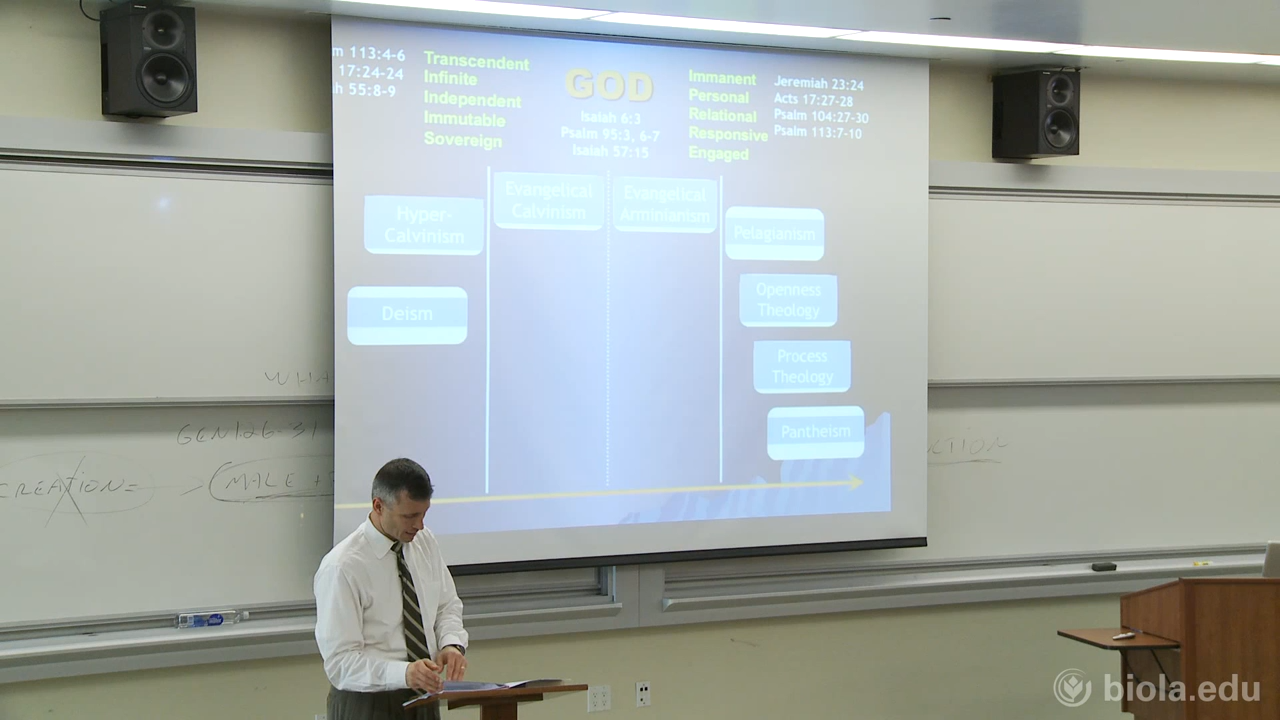 113:4-6
17:24-24
55:8-9
Transcendent
Infinite
Independent
Immutable
Sovereign
GOD
Isaiah 6:3
Psalm 95:3, 6-7
Isaiah 57:15
Immanent
Personal
Relational
Responsive
Engaged
Jeremiah 23:24
Acts 17:27-28
Psalm 104:27-30
Psalm 113:7-10
Hyper-
Calvinism
Evangelical
Calvinism
Evangelical
Arminianism
Pelagianism
Deism
Openness
Theology
Process
Theology
Pantheism
GEN 1:26-31
CREATION=
MALE +
biola.edu